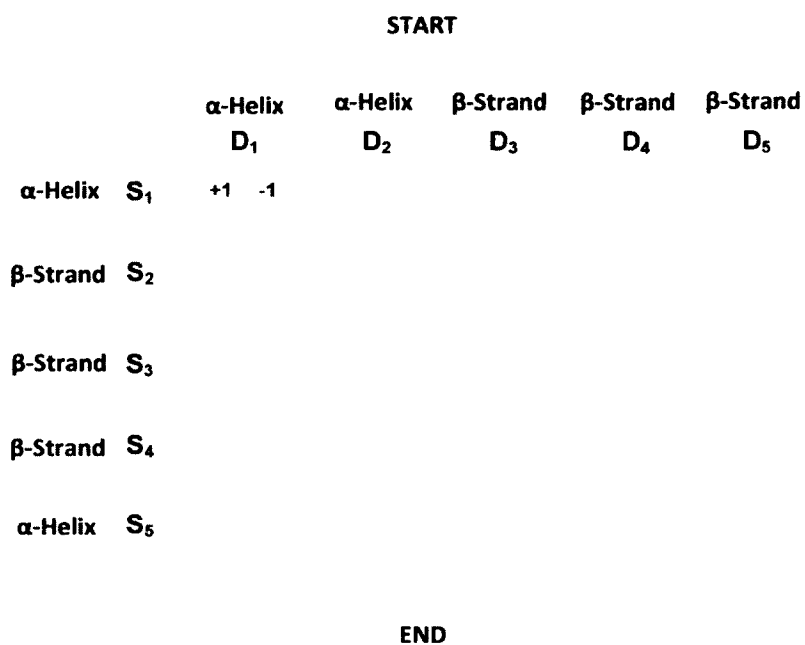 START
α-Helix α-Helix β-Strand β-Strand β-Strand
D₁ D₂ D₃ D₄ D₅
α-Helix S₁ +1 -1
β-Strand S₂
β-Strand S₃
β-Strand S₄
α-Helix S₅
END